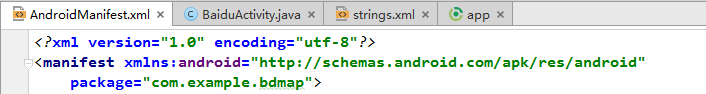 AndroidManifest.xml BaiduActivity.java strings.xml app
<?xml version="1.0" encoding="utf-8"?>
<manifest xmlns:android="http://schemas.android.com/apk/res/android"
package="com.example.bdmap">